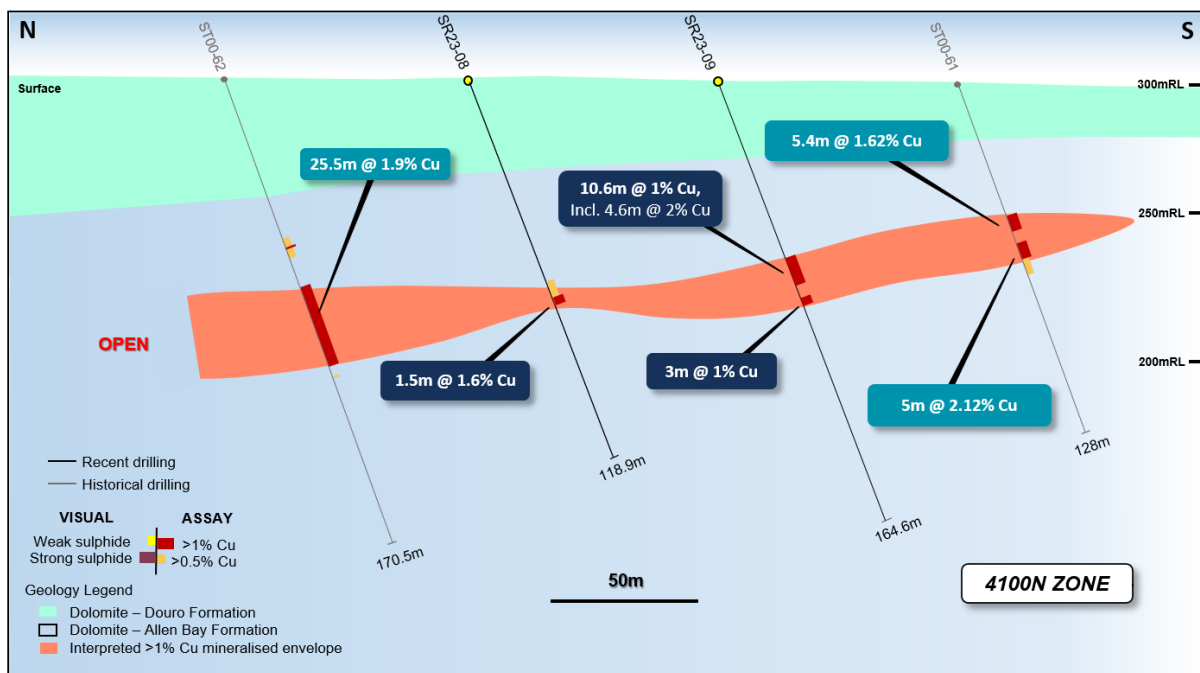 N
S
ST00-62
SR23-08
SR23-09
ST00-61
Surface
300mRL
25.5m @ 1.9% Cu
5.4m @ 1.62% Cu
10.6m @ 1% Cu,
Incl. 4.6m @ 2% Cu
250mRL
OPEN
1.5m @ 1.6% Cu
3m @ 1% Cu
200mRL
5m @ 2.12% Cu
128m
118.9m
164.6m
170.5m
Recent drilling
Historical drilling
VISUAL ASSAY
Weak sulphide >1% Cu
Strong sulphide >0.5% Cu
Geology Legend
Dolomite – Douro Formation
Dolomite – Allen Bay Formation
Interpreted >1% Cu mineralised envelope
50m
4100N ZONE